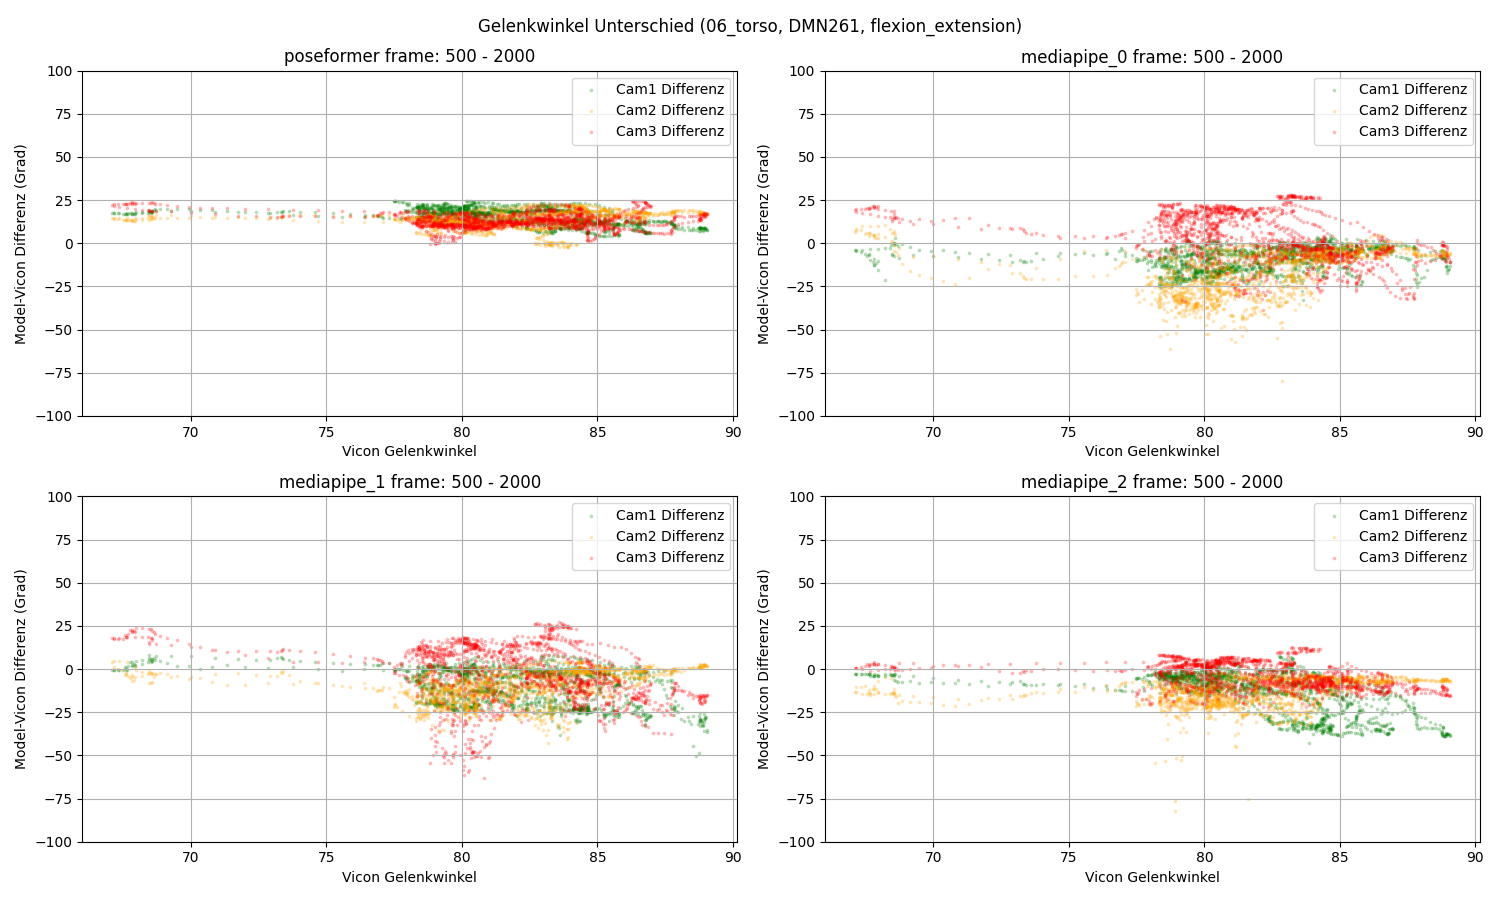 Gelenkwinkel Unterschied (06_torso, DMN261, flexion_extension)
poseformer frame: 500 - 2000
100
75
50
25
0
−25
−50
−75
−100
Model-Vicon Differenz (Grad)
Cam1 Differenz
Cam2 Differenz
Cam3 Differenz
70 75 80 85 90
Vicon Gelenkwinkel
mediapipe_0 frame: 500 - 2000
100
75
50
25
0
−25
−50
−75
−100
Model-Vicon Differenz (Grad)
Cam1 Differenz
Cam2 Differenz
Cam3 Differenz
70 75 80 85 90
Vicon Gelenkwinkel
mediapipe_1 frame: 500 - 2000
100
75
50
25
0
−25
−50
−75
−100
Model-Vicon Differenz (Grad)
Cam1 Differenz
Cam2 Differenz
Cam3 Differenz
70 75 80 85 90
Vicon Gelenkwinkel
mediapipe_2 frame: 500 - 2000
100
75
50
25
0
−25
−50
−75
−100
Model-Vicon Differenz (Grad)
Cam1 Differenz
Cam2 Differenz
Cam3 Differenz
70 75 80 85 90
Vicon Gelenkwinkel